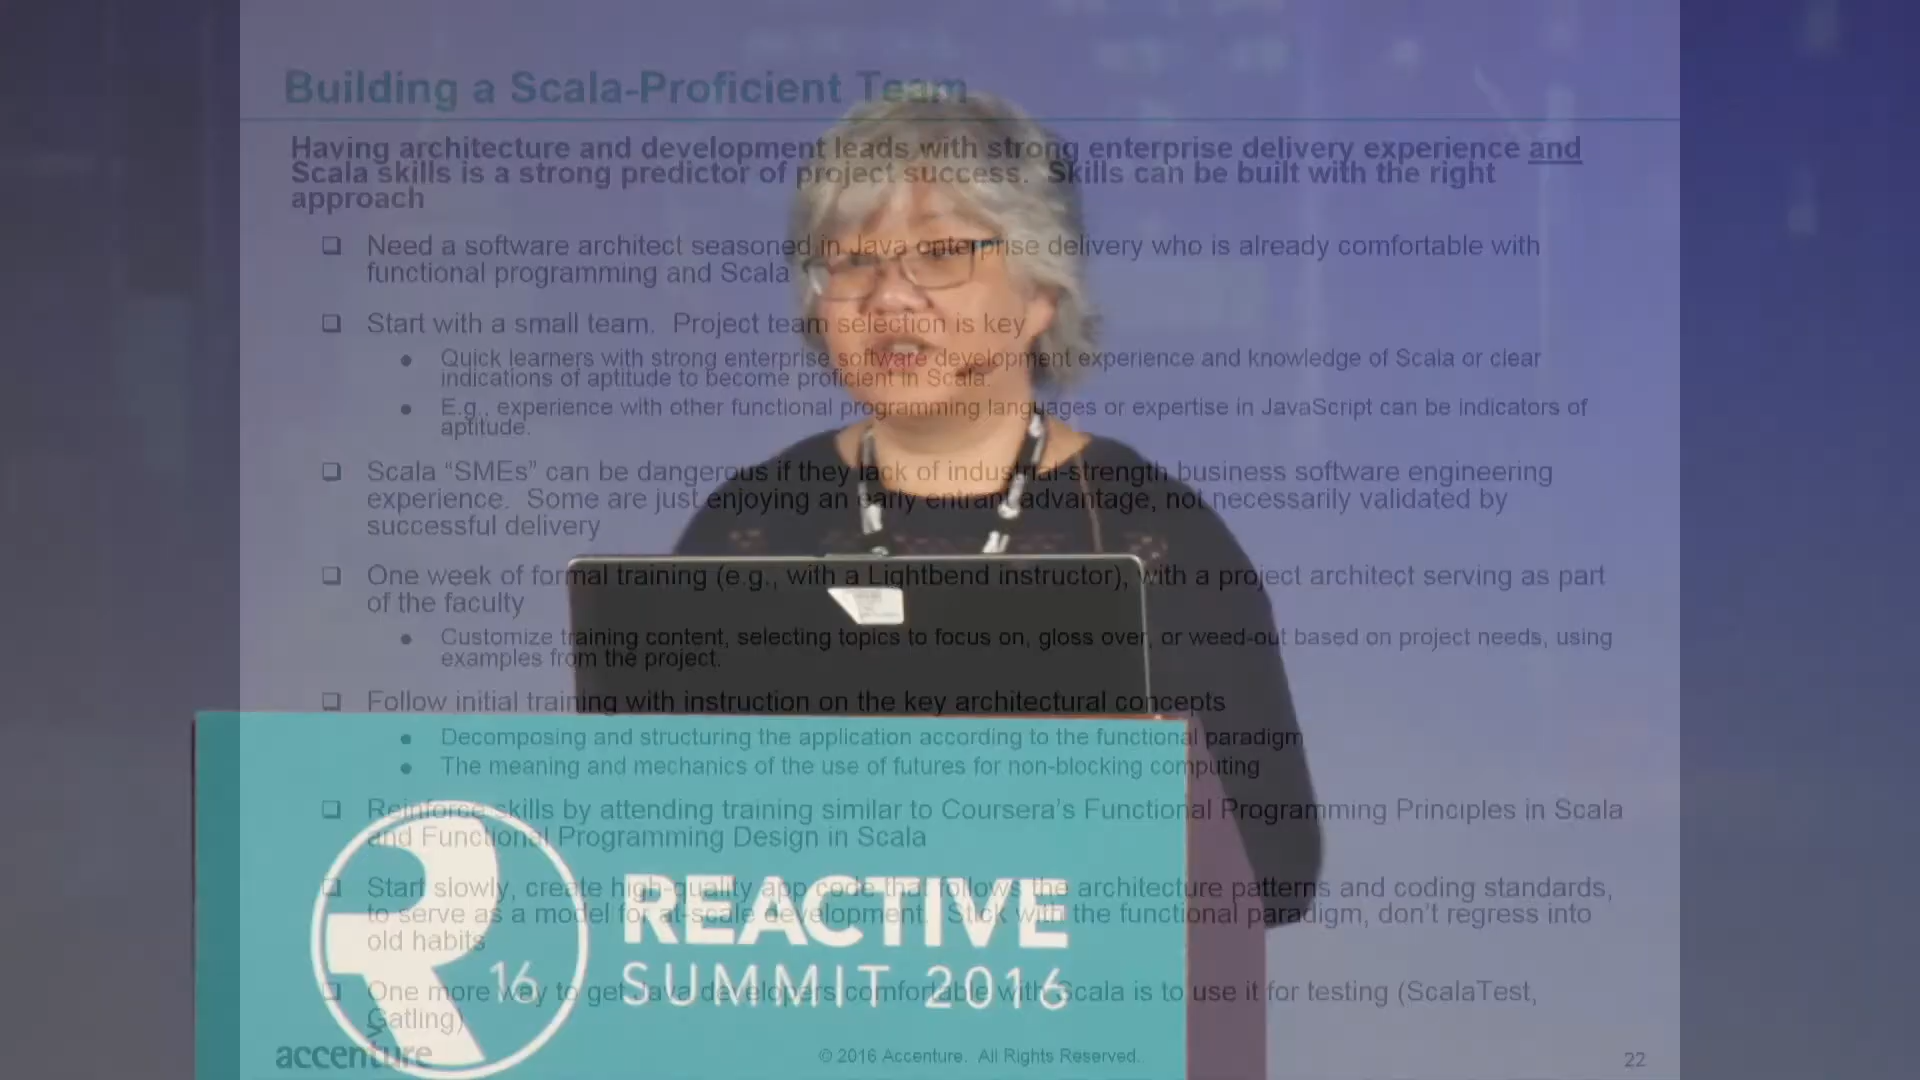 Building a Scala-Proficient Team
Having architecture and development leads with strong enterprise delivery experience and
Scala skills is a strong predictor of project success. Skills can be built with the right
approach
Need a software architect seasoned in Java enterprise delivery who is already comfortable with
functional programming and Scala
Start with a small team. Project team selection is key
Quick learners with strong enterprise software development experience and knowledge of Scala or clear
indications of aptitude to become proficient in Scala.
E.g., experience with other functional programming languages or expertise in JavaScript can be indicators of
aptitude.
Scala “SMEs” can be dangerous if they lack of industrial-strength business software engineering
experience. Some are just enjoying an early entrant advantage, not necessarily validated by
successful delivery
One week of formal training (e.g., with a Lightbend instructor), with a project architect serving as part
of the faculty
Customize training content, selecting topics to focus on, gloss over, or weed-out based on project needs, using
examples from the project.
Follow initial training with instruction on the key architectural concepts
Decomposing and structuring the application according to the functional paradigm
The meaning and mechanics of the use of futures for non-blocking computing
Reinforce skills by attending training similar to Coursera’s Functional Programming Principles in Scala
and Functional Programming Design in Scala
Start slowly, create high-quality app code that follows the architecture patterns and coding standards,
to serve as a model for at-scale development. Stick with the functional paradigm, don’t regress into
old habits
One more way to get Java developers comfortable with Scala is to use it for testing (ScalaTest,
Gatling)
accenture
© 2016 Accenture. All Rights Reserved.
22
R 16
REACTIVE
SUMMIT 2016